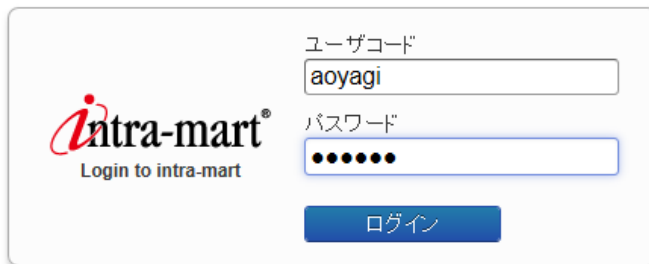 ユーザコード
aoyagi
intra-mart®
Login to intra-mart
パスワード
●●●●●●
ログイン